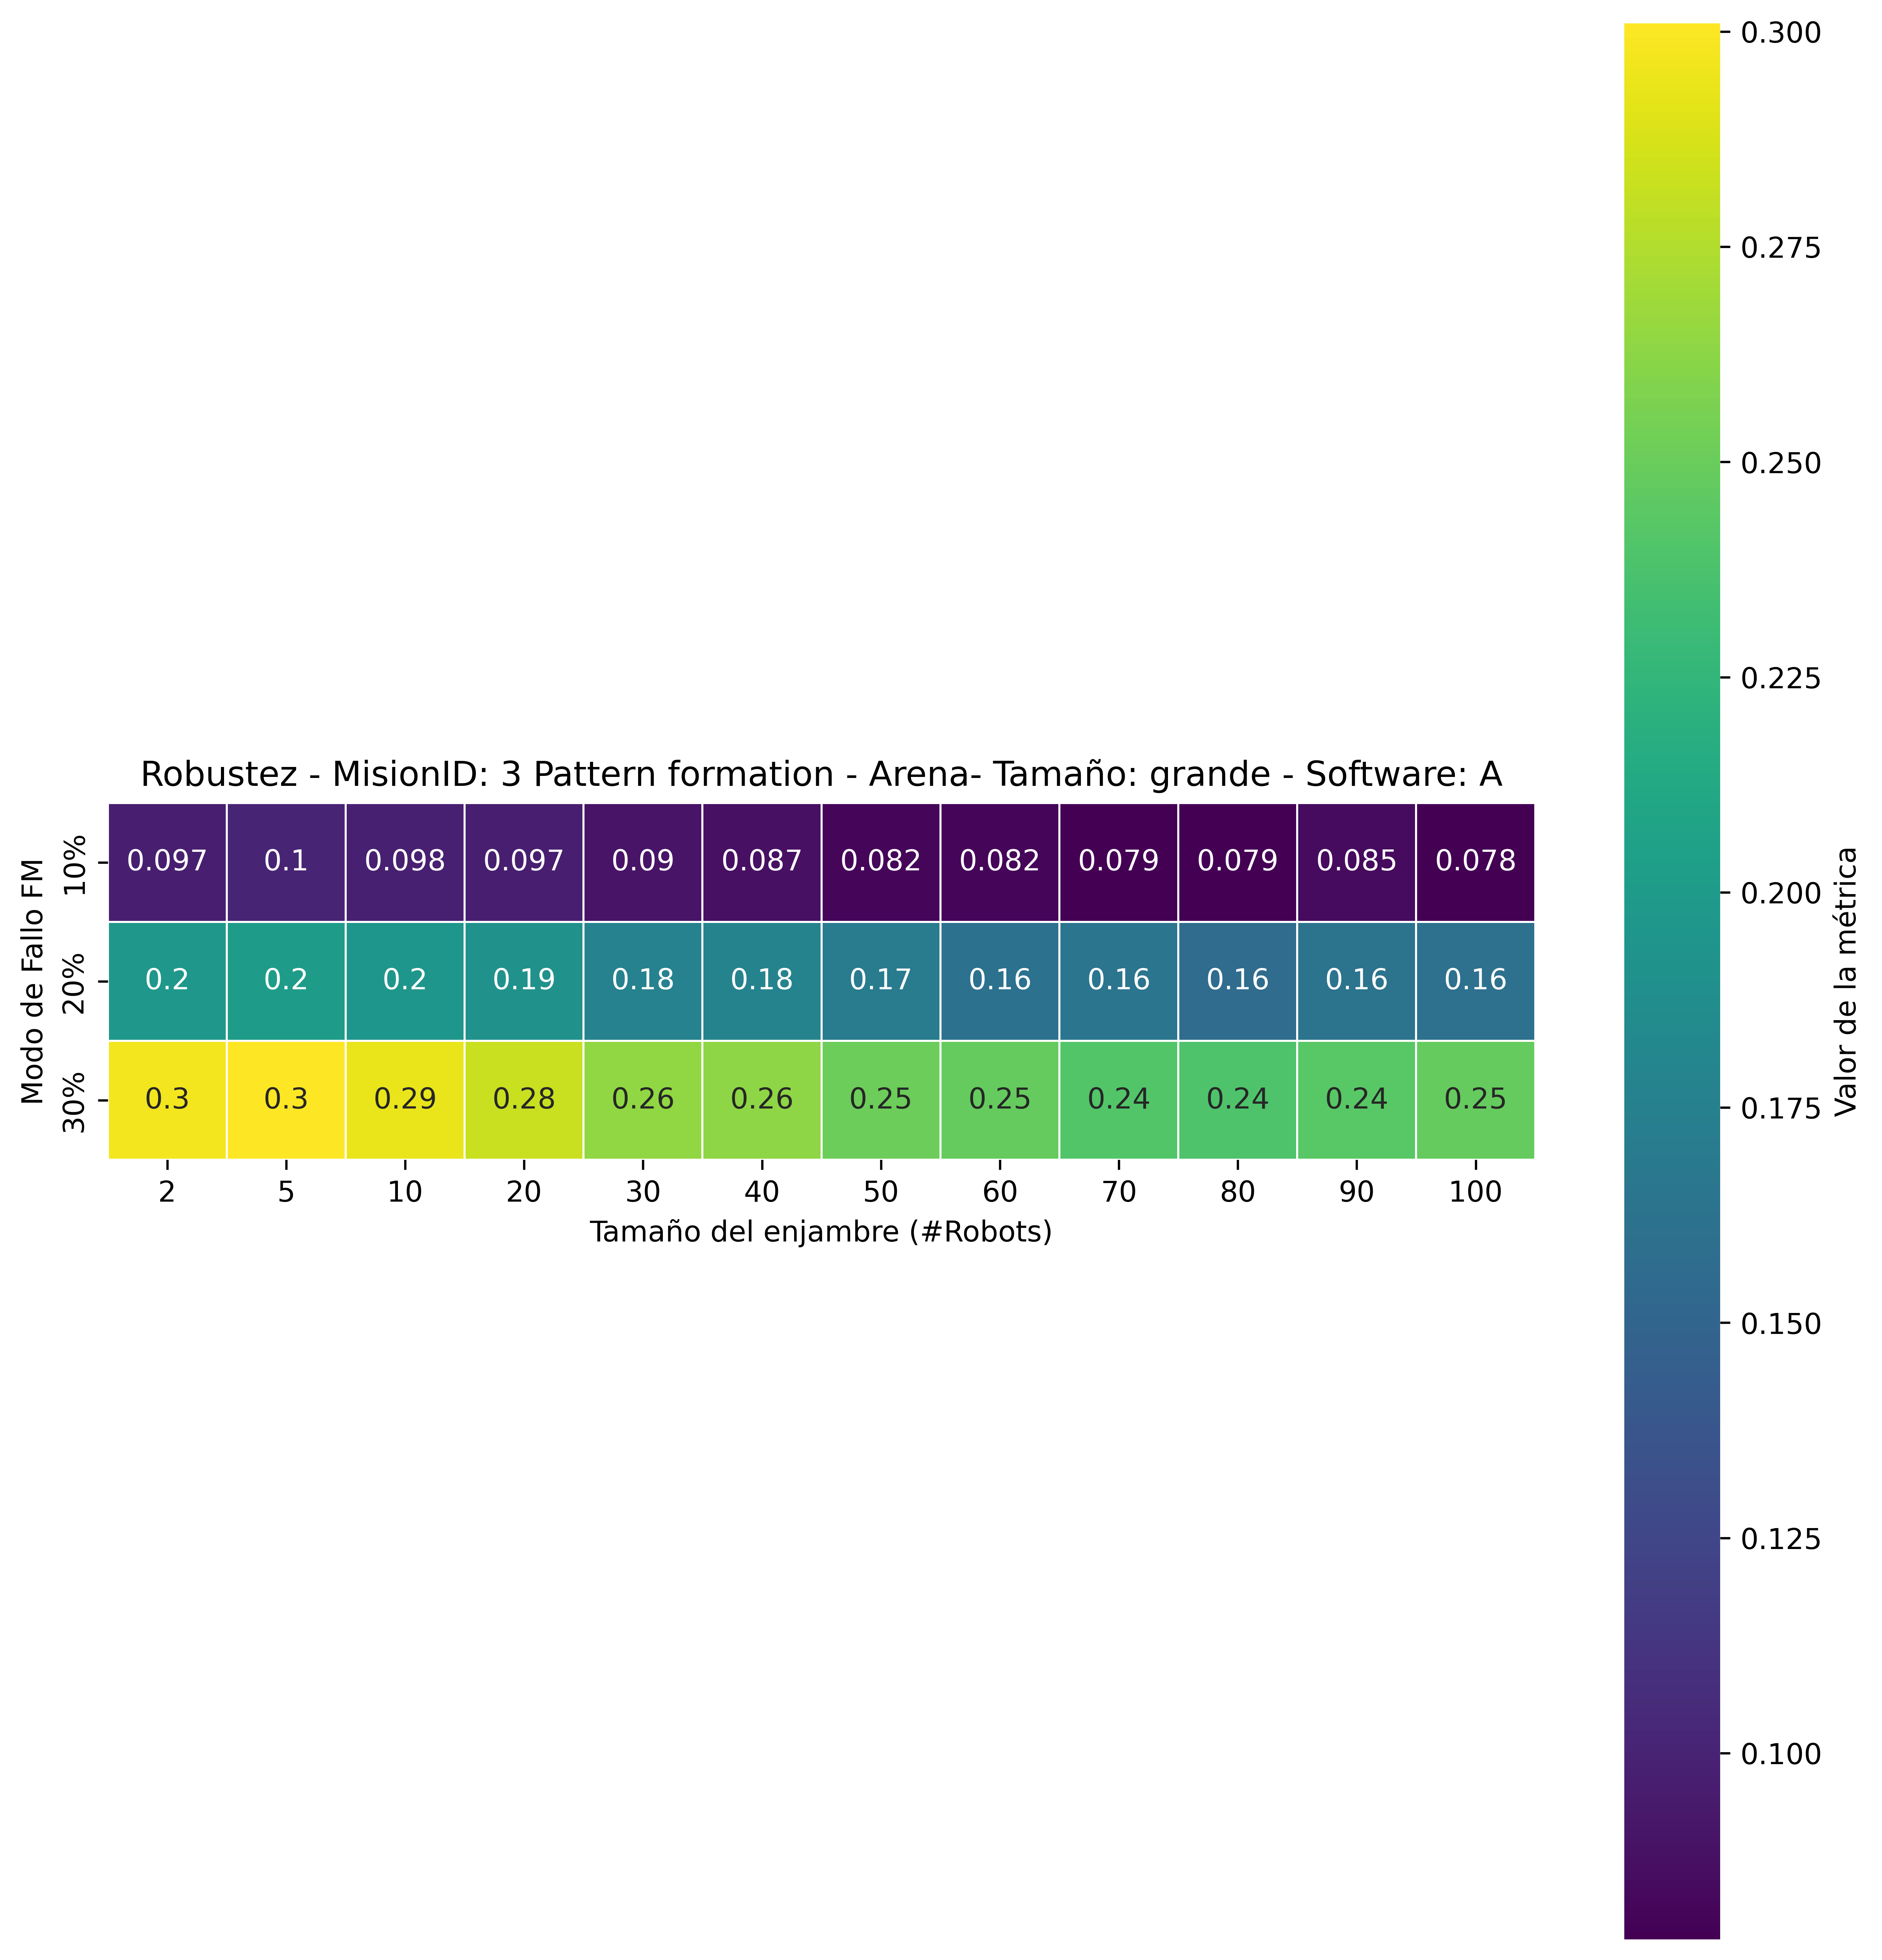 Robustez - MisionID: 3 Pattern formation - Arena- Tamaño: grande - Software: A
Modo de Fallo FM
10%
0.097 0.1 0.098 0.097 0.09 0.087 0.082 0.082 0.079 0.079 0.085 0.078
20%
0.2 0.2 0.2 0.19 0.18 0.18 0.17 0.16 0.16 0.16 0.16 0.16
30%
0.3 0.3 0.29 0.28 0.26 0.26 0.25 0.25 0.24 0.24 0.24 0.25
2 5 10 20 30 40 50 60 70 80 90 100
Tamaño del enjambre (#Robots)
0.300
0.275
0.250
0.225
0.200
0.175
0.150
0.125
0.100
Valor de la métrica